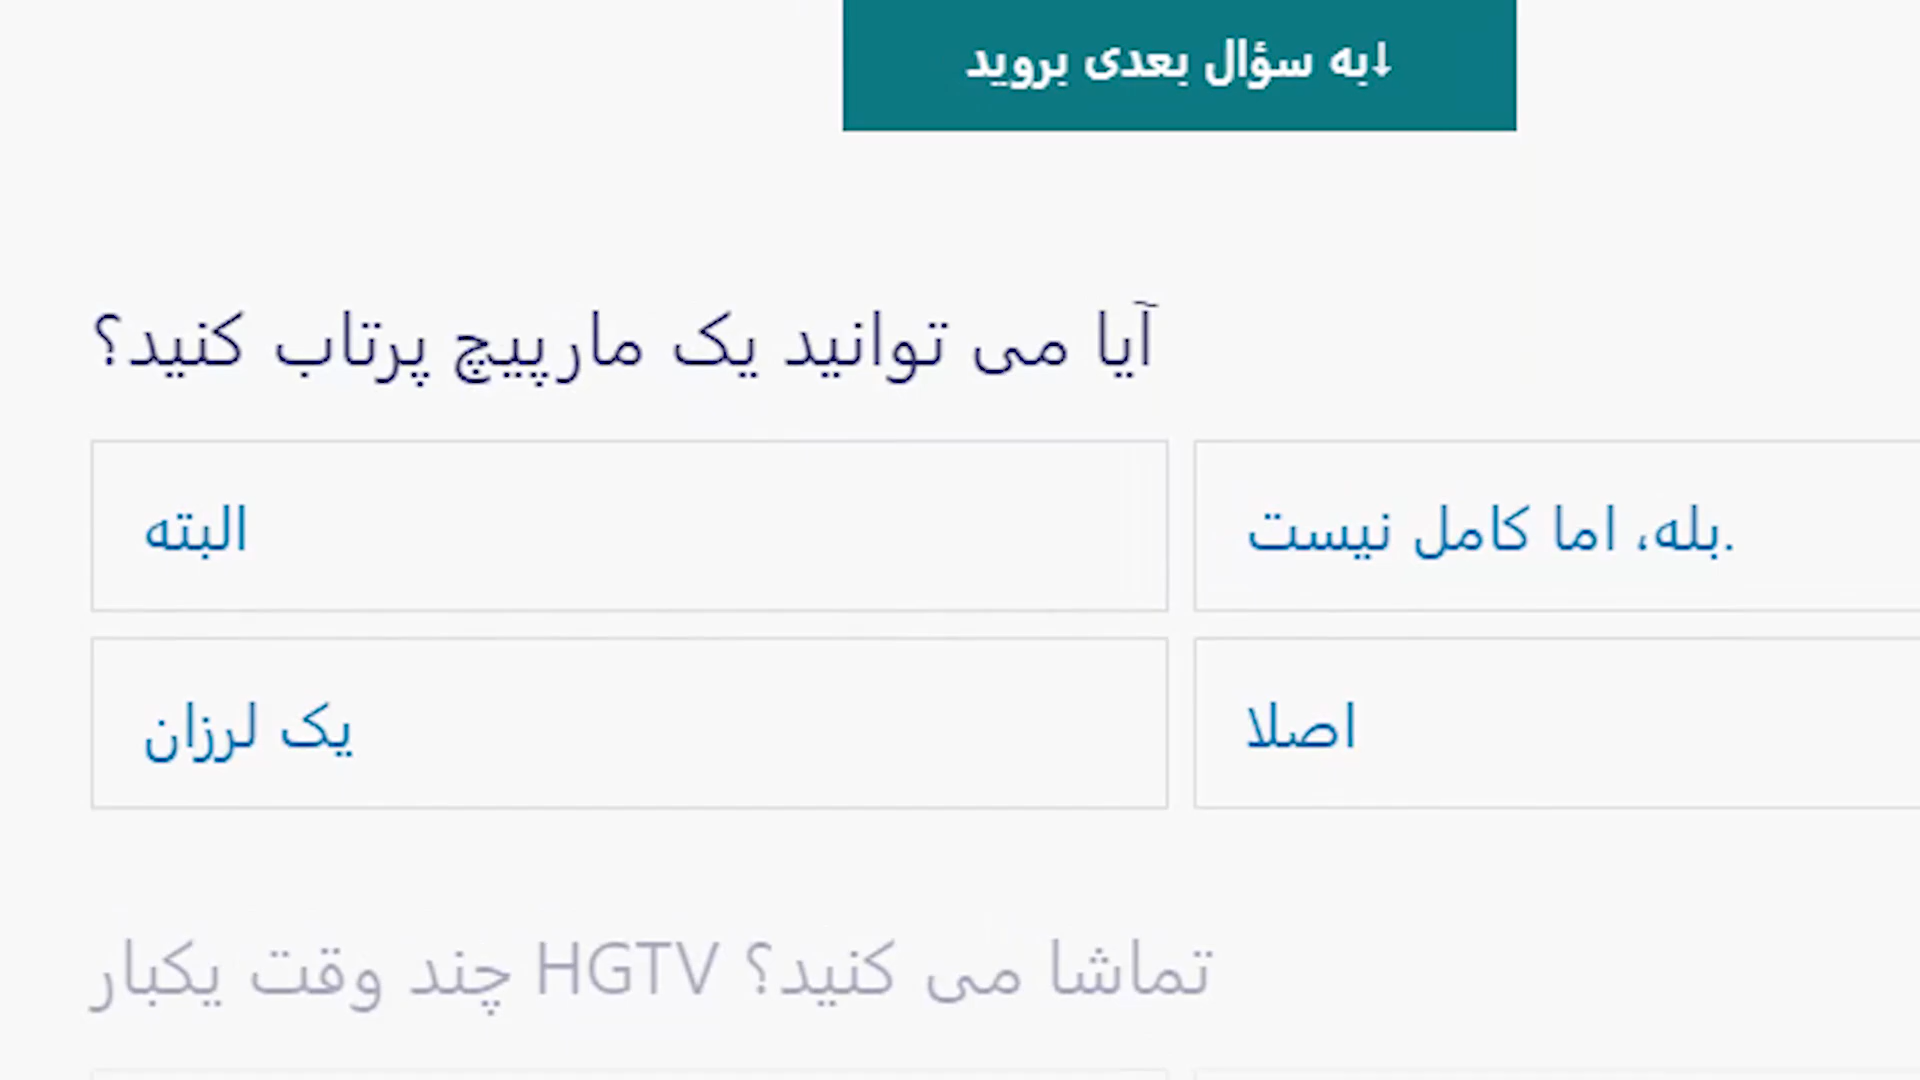 ↓به سؤال بعدی بروید
آیا می توانید یک مارپیچ پرتاب کنید؟
البته
بله، اما کامل نیست.
یک لرزان
اصلا
چند وقت یکبار HGTV تماشا می کنید؟